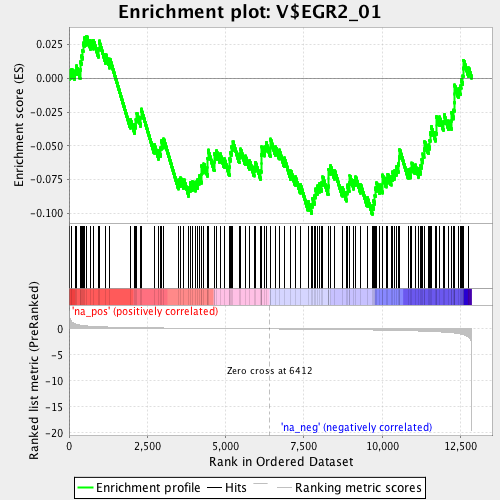 Enrichment plot: V$EGR2_01
Enrichment score (ES)
0.025
0.000
-0.025
-0.050
-0.075
-0.100
'na_pos' (positively correlated)
Ranked list metric (PreRanked)
0
-5
-10
-15
-20
Zero cross at 6412
'na_neg' (negatively correlated)
0
2,500
5,000
7,500
10,000
12,500
Rank in Ordered Dataset
Enrichment profile
Hits
Ranking metric scores